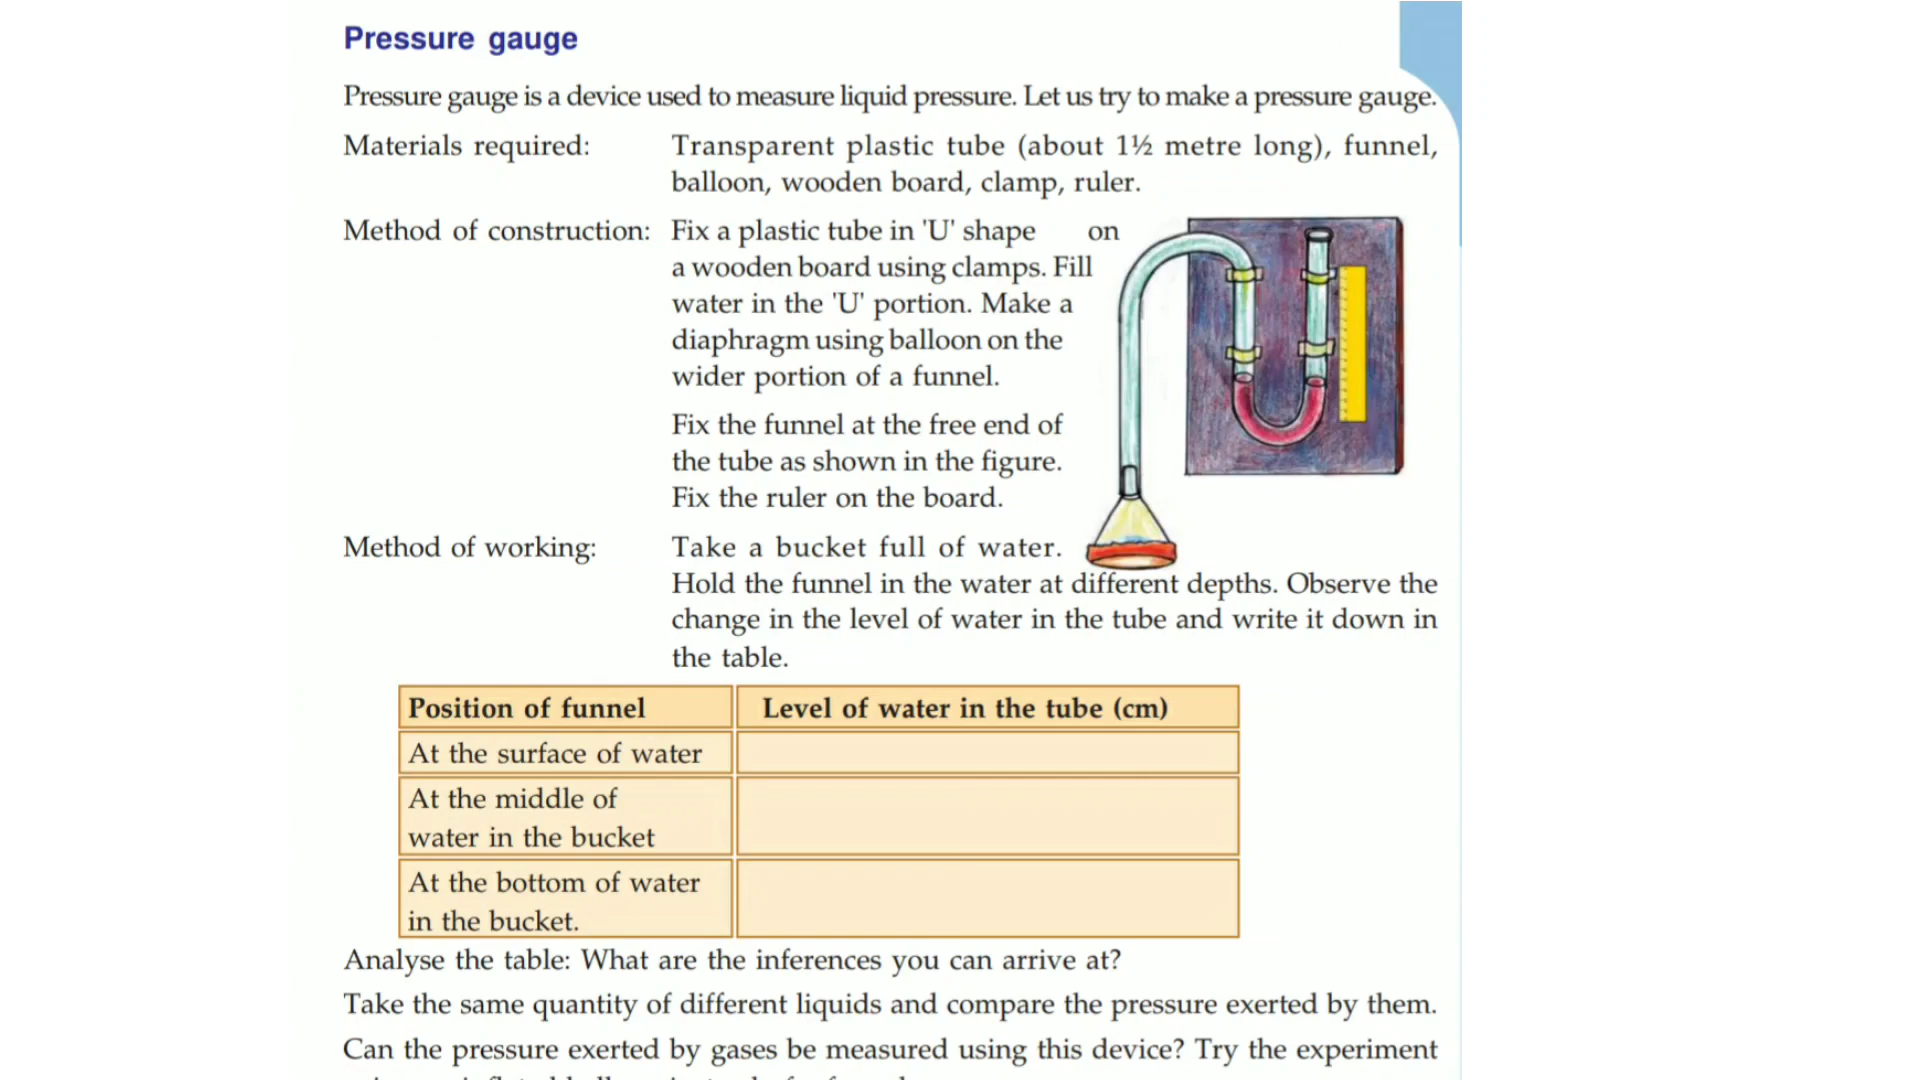 Pressure gauge
Pressure gauge is a device used to measure liquid pressure. Let us try to make a pressure gauge.
Materials required: Transparent plastic tube (about 1½ metre long), funnel,
balloon, wooden board, clamp, ruler.
Method of construction: Fix a plastic tube in 'U' shape on
a wooden board using clamps. Fill
water in the 'U' portion. Make a
diaphragm using balloon on the
wider portion of a funnel.
Fix the funnel at the free end of
the tube as shown in the figure.
Fix the ruler on the board.
Method of working: Take a bucket full of water.
Hold the funnel in the water at different depths. Observe the
change in the level of water in the tube and write it down in
the table.
Position of funnel Level of water in the tube (cm)
At the surface of water
At the middle of
water in the bucket
At the bottom of water
in the bucket.
Analyse the table: What are the inferences you can arrive at?
Take the same quantity of different liquids and compare the pressure exerted by them.
Can the pressure exerted by gases be measured using this device? Try the experiment